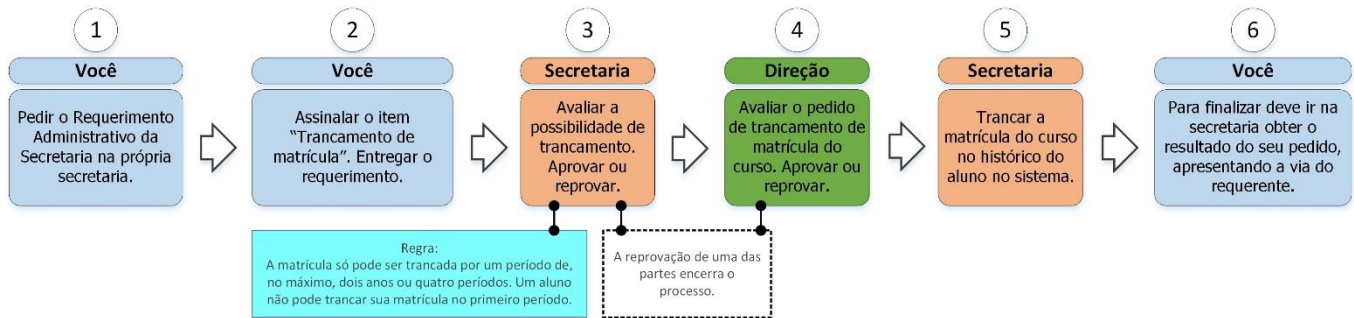 1
Você
Pedir o Requerimento
Administrativo da
Secretaria na própria
secretaria.
2
Você
Assinalar o item
“Trancamento de
matrícula”. Entregar o
requerimento.
3
Secretaria
Avaliar a
possibilidade de
trancamento.
Aprovar ou
reprovar.
4
Direção
Avaliar o pedido
de trancamento de
matrícula do
curso. Aprovar ou
reprovar.
5
Secretaria
Trancar a
matrícula do curso
no histórico do
aluno no sistema.
6
Você
Para finalizar deve ir na
secretaria obter o
resultado do seu pedido,
apresentando a via do
requerente.
Regra:
A matrícula só pode ser trancada por um período de,
no máximo, dois anos ou quatro períodos. Um aluno
não pode trancar sua matrícula no primeiro período.
A reprovação de uma das
partes encerra o
processo.